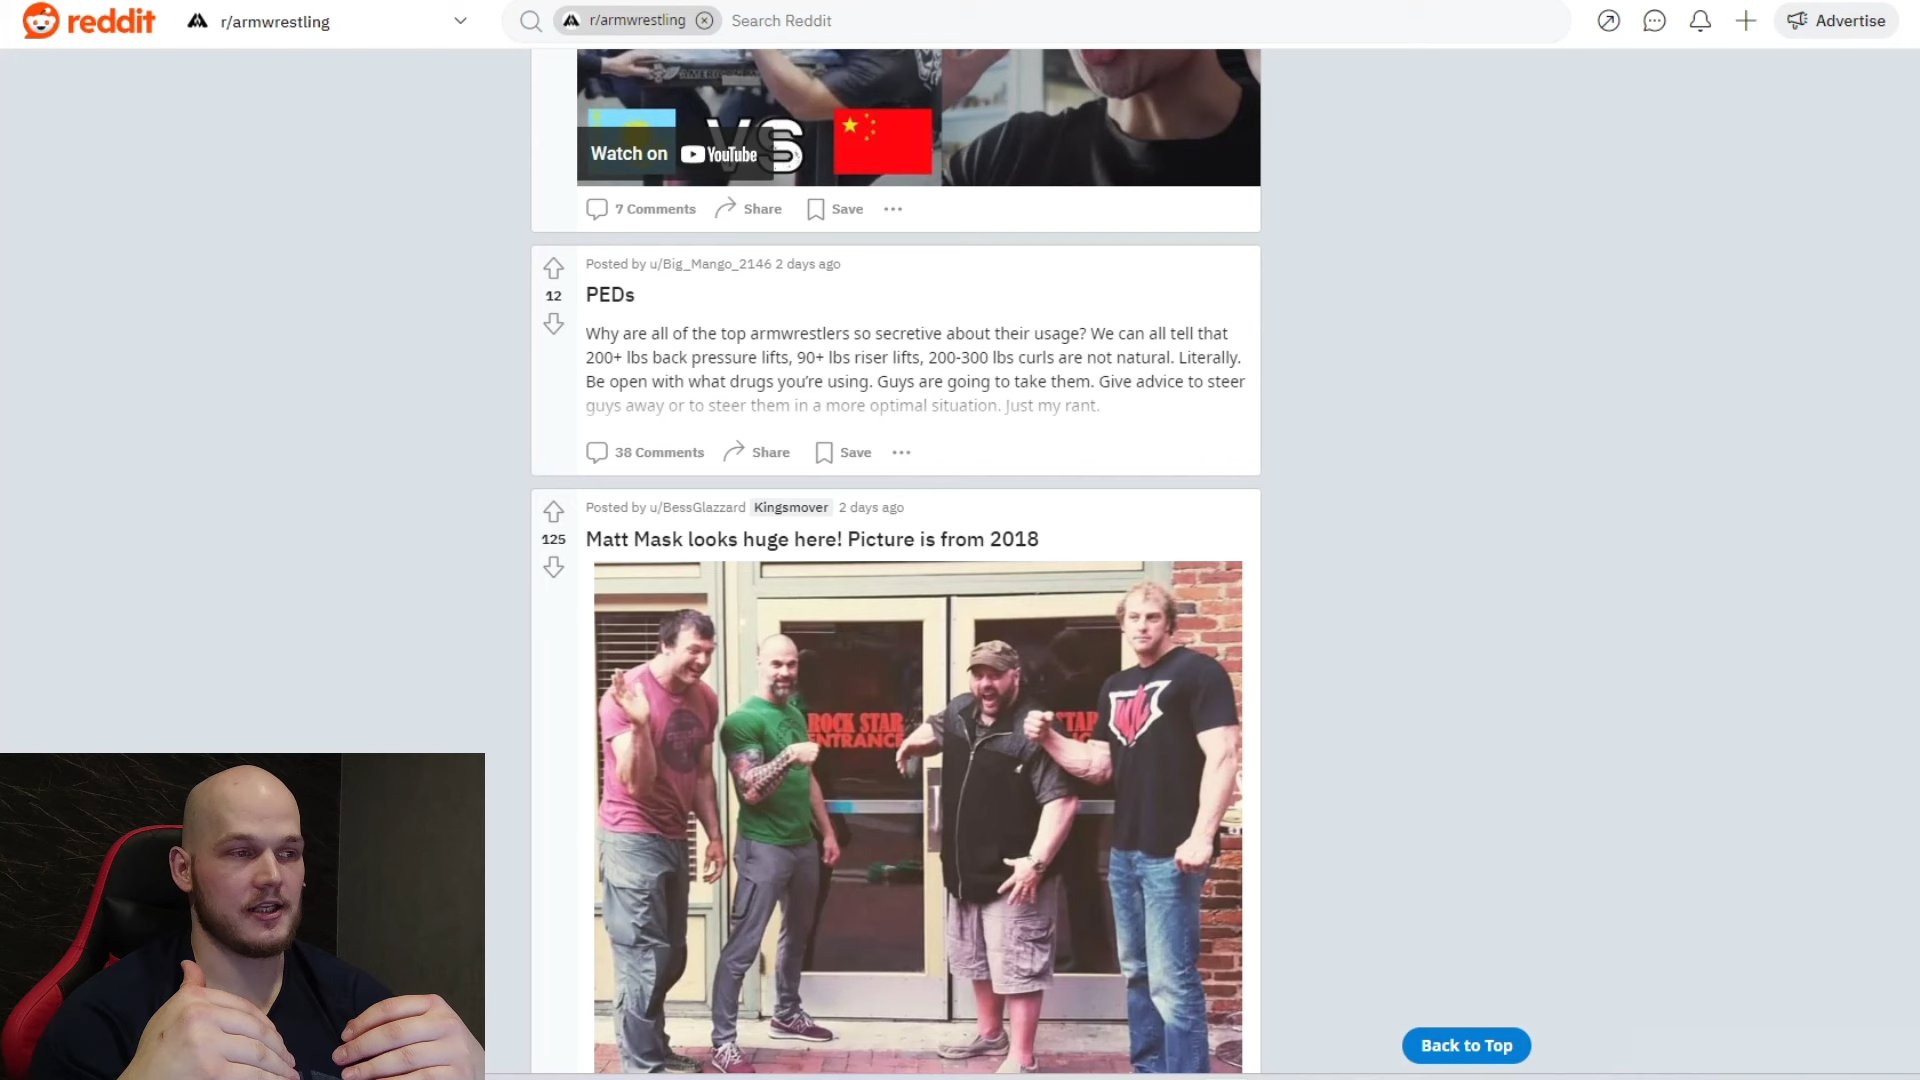 reddit
r/armwrestling
r/armwrestling
Search Reddit
Advertise
AMERICAN
VS
Watch on YouTube
7 Comments
Share
Save
Posted by u/Big_Mango_2146 2 days ago
12
PEDs
Why are all of the top armwrestlers so secretive about their usage? We can all tell that
200+ lbs back pressure lifts, 90+ lbs riser lifts, 200-300 lbs curls are not natural. Literally.
Be open with what drugs you're using. Guys are going to take them. Give advice to steer
guys away or to steer them in a more optimal situation. Just my rant.
38 Comments
Share
Save
Posted by u/BessGlazzard Kingsmover 2 days ago
125
Matt Mask looks huge here! Picture is from 2018
ROCK STAR
ENTRANCE
Back to Top